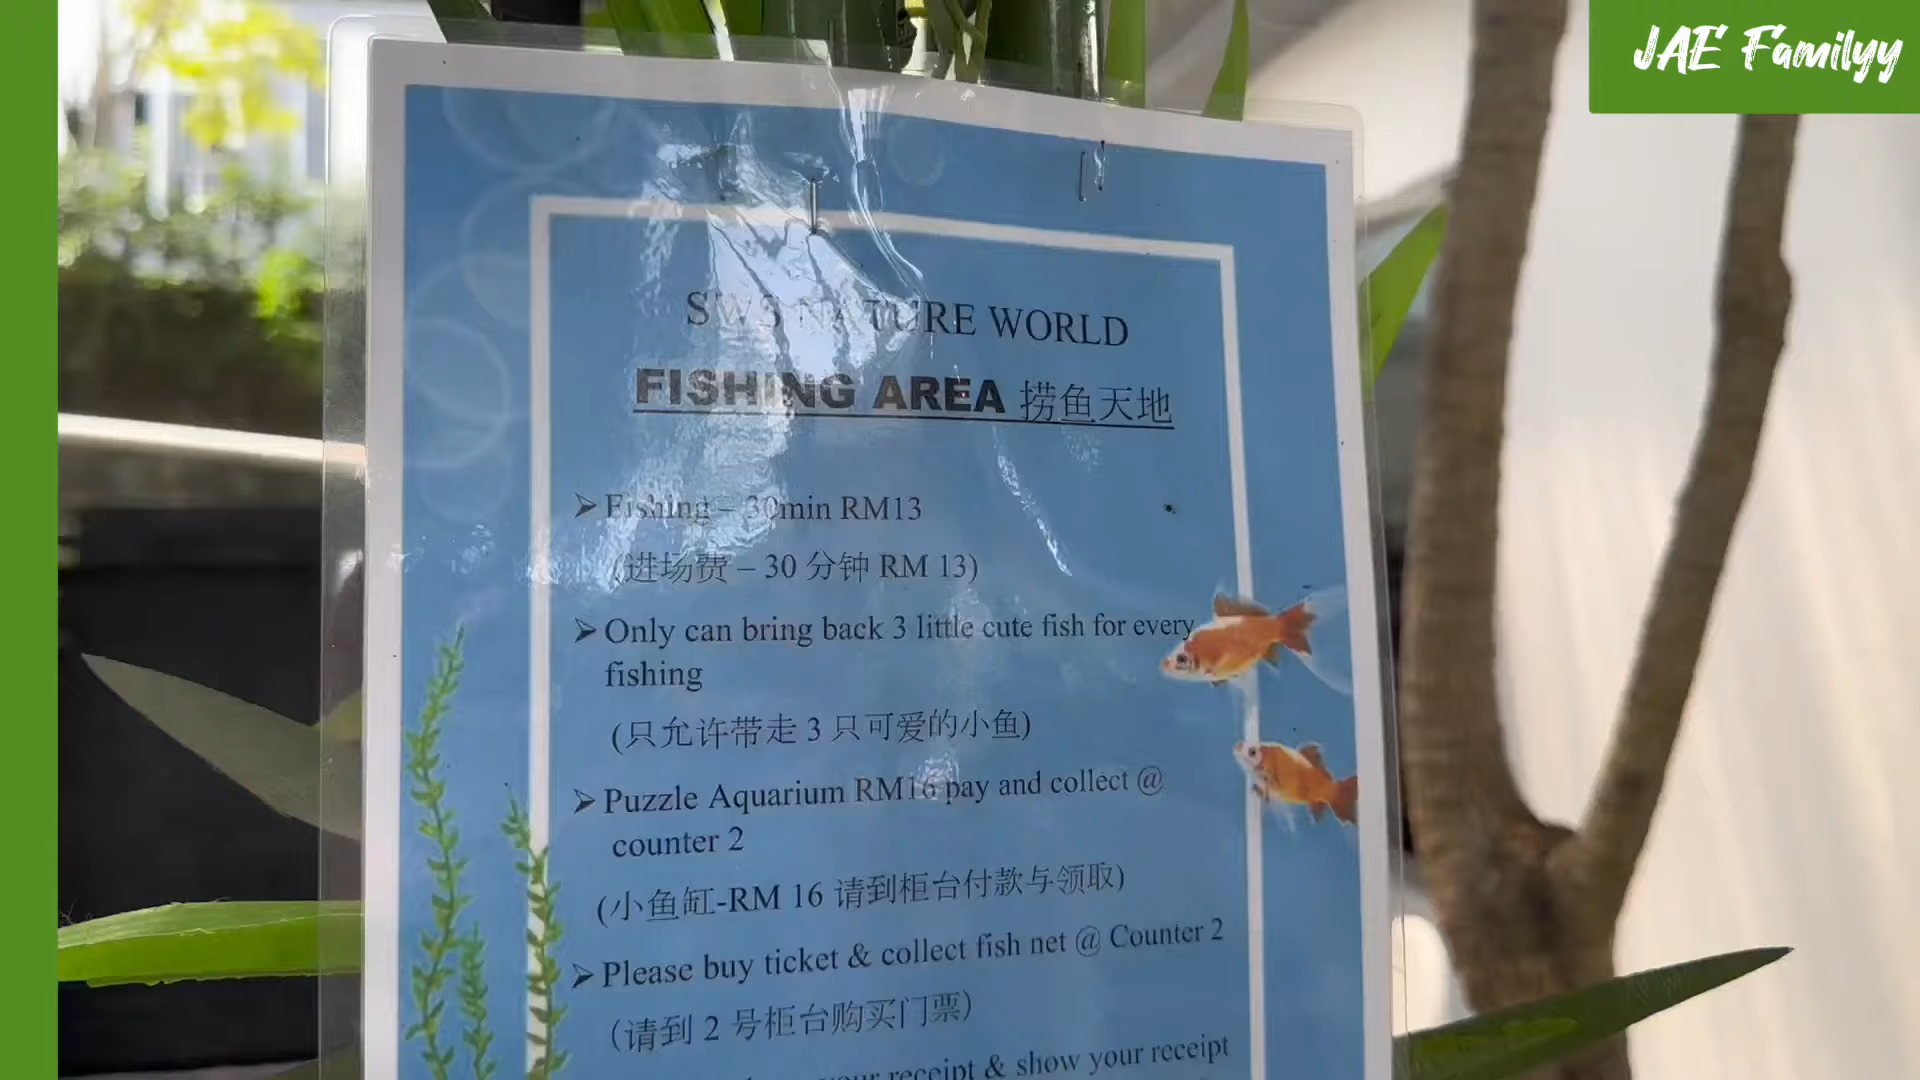 JAE Familyy
SWS NATURE WORLD
FISHING AREA 捞鱼天地
➢ Fishing – 30min RM13
(进场费 – 30 分钟 RM 13)
➢ Only can bring back 3 little cute fish for every
fishing
(只允许带走 3 只可爱的小鱼)
➢ Puzzle Aquarium RM16 pay and collect @
counter 2
(小鱼缸-RM 16 请到柜台付款与领取)
➢ Please buy ticket & collect fish net @ Counter 2
(请到 2 号柜台购买门票)
your receipt & show your receipt